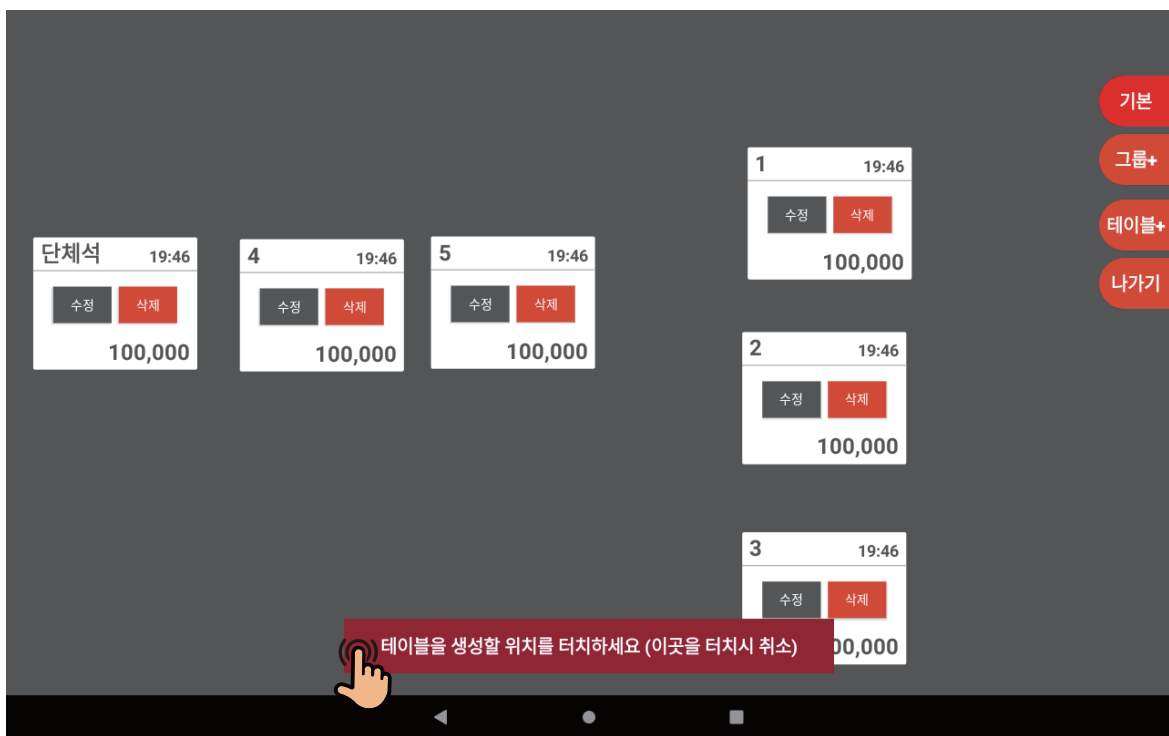 기본
그룹+
테이블+
나가기
1 19:46
수정 삭제
100,000
단체석 19:46
수정 삭제
100,000
4 19:46
수정 삭제
100,000
5 19:46
수정 삭제
100,000
2 19:46
수정 삭제
100,000
3 19:46
수정 삭제
00,000
테이블을 생성할 위치를 터치하세요 (이곳을 터치시 취소)